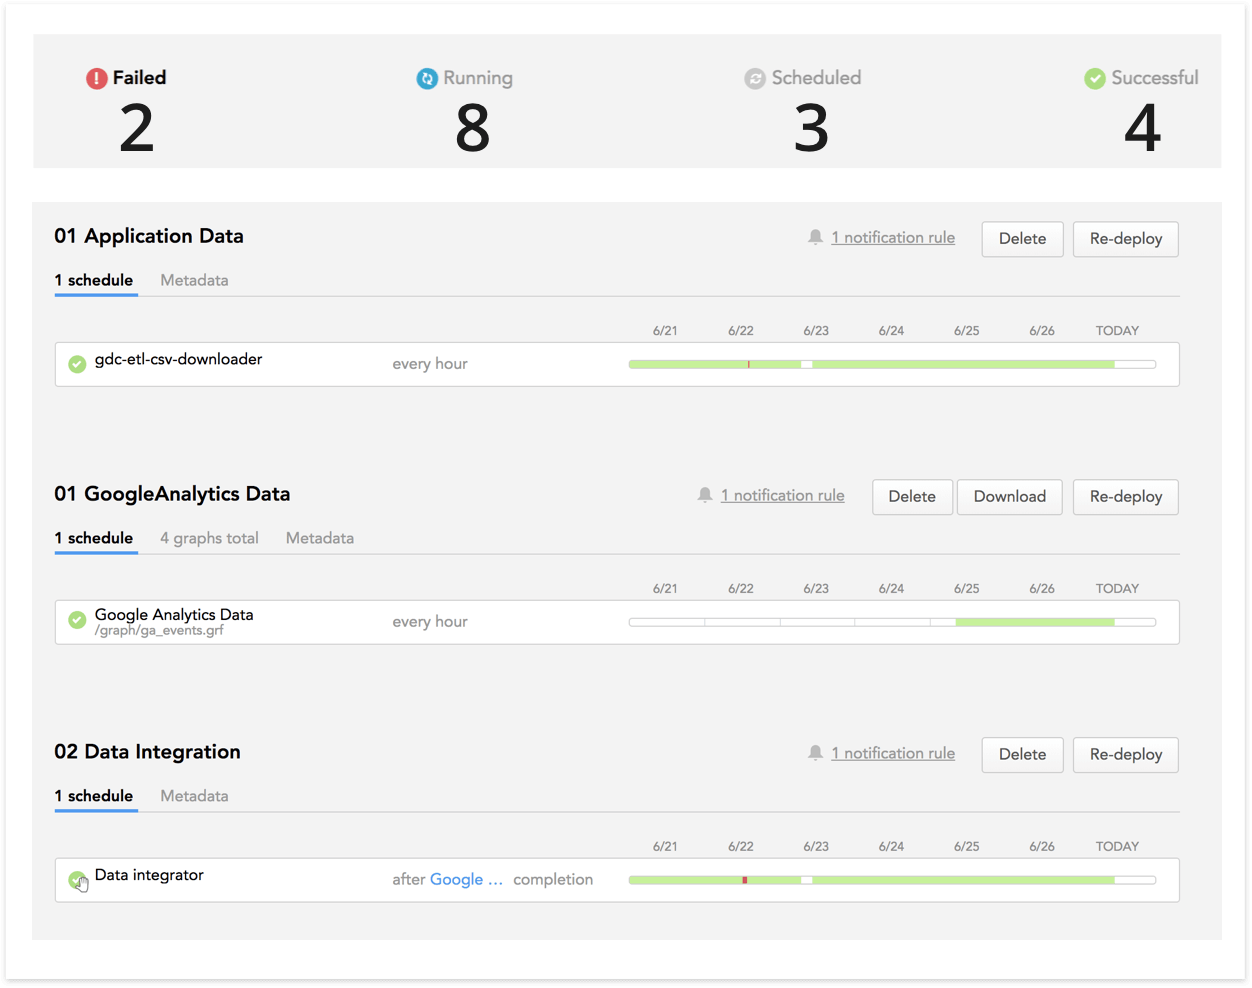 Failed Running Scheduled Successful
2 8 3 4
01 Application Data
1 notification rule Delete Re-deploy
1 schedule Metadata
6/21 6/22 6/23 6/24 6/25 6/26 TODAY
gdc-etl-csv-downloader every hour
01 GoogleAnalytics Data
1 notification rule Delete Download Re-deploy
1 schedule 4 graphs total Metadata
6/21 6/22 6/23 6/24 6/25 6/26 TODAY
Google Analytics Data
/graph/ga_events.grf
every hour
02 Data Integration
1 notification rule Delete Re-deploy
1 schedule Metadata
6/21 6/22 6/23 6/24 6/25 6/26 TODAY
Data integrator after Google ... completion